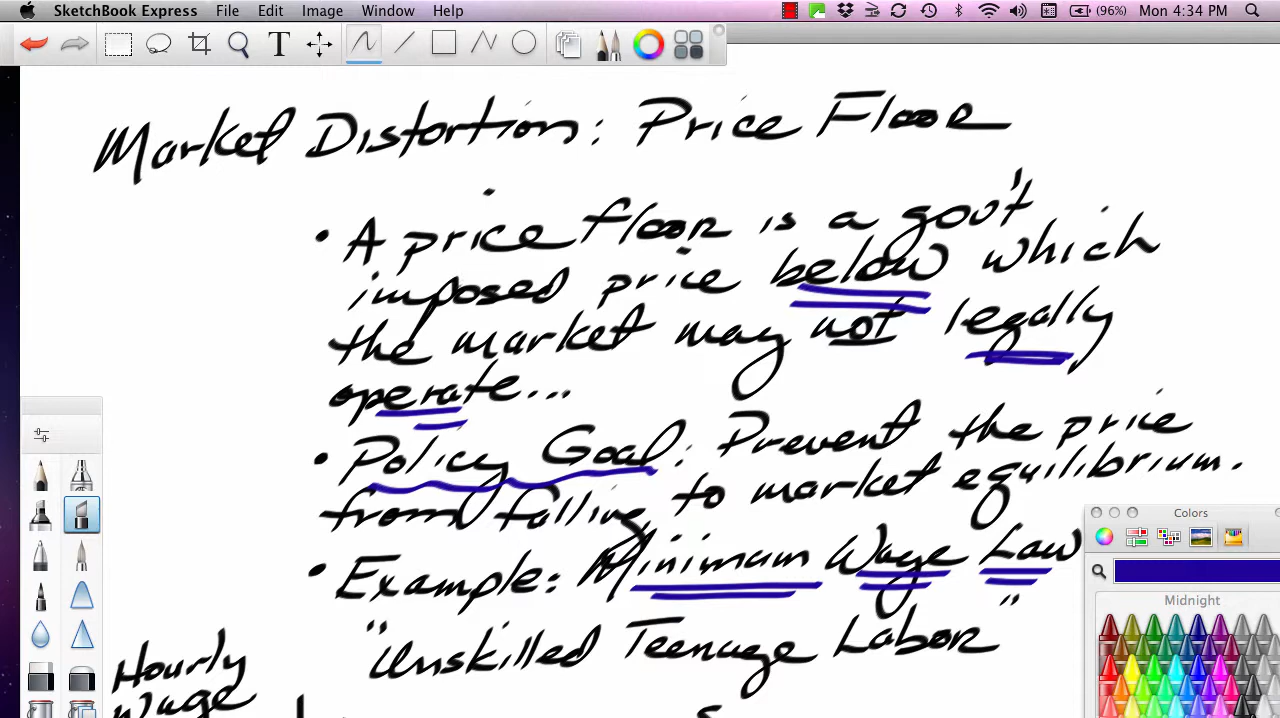 SketchBook Express File Edit Image Window Help (96%) Mon 4:34 PM
T
Market Distortion: Price Floor
• A price floor is a gov't
imposed price below which
the market may not legally
operate...
• Policy Goal: Prevent the price
from falling to market equilibrium.
Colors
• Example: Minimum Wage Law
Midnight
"Unskilled Teenage Labor"
Hourly
Wage
S